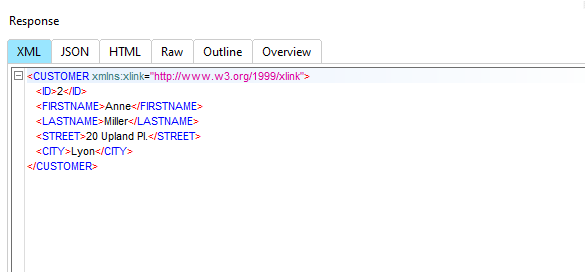 Response
XML JSON HTML Raw Outline Overview
<CUSTOMER xmlns:xlink="http://www.w3.org/1999/xlink">
<ID>2</ID>
<FIRSTNAME>Anne</FIRSTNAME>
<LASTNAME>Miller</LASTNAME>
<STREET>20 Upland Pl.</STREET>
<CITY>Lyon</CITY>
</CUSTOMER>